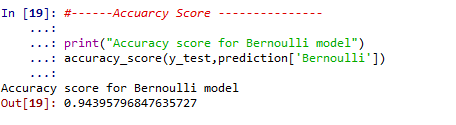 In [19]: #------Accuarcy Score ---------------
...:
...: print("Accuracy score for Bernoulli model")
...: accuracy_score(y_test,prediction['Bernoulli'])
...:
Accuracy score for Bernoulli model
Out[19]: 0.94395796847635727